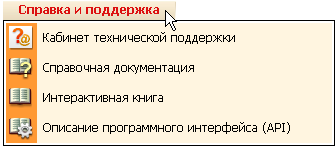 Справка и поддержка
Кабинет технической поддержки
Справочная документация
Интерактивная книга
Описание программного интерфейса (API)